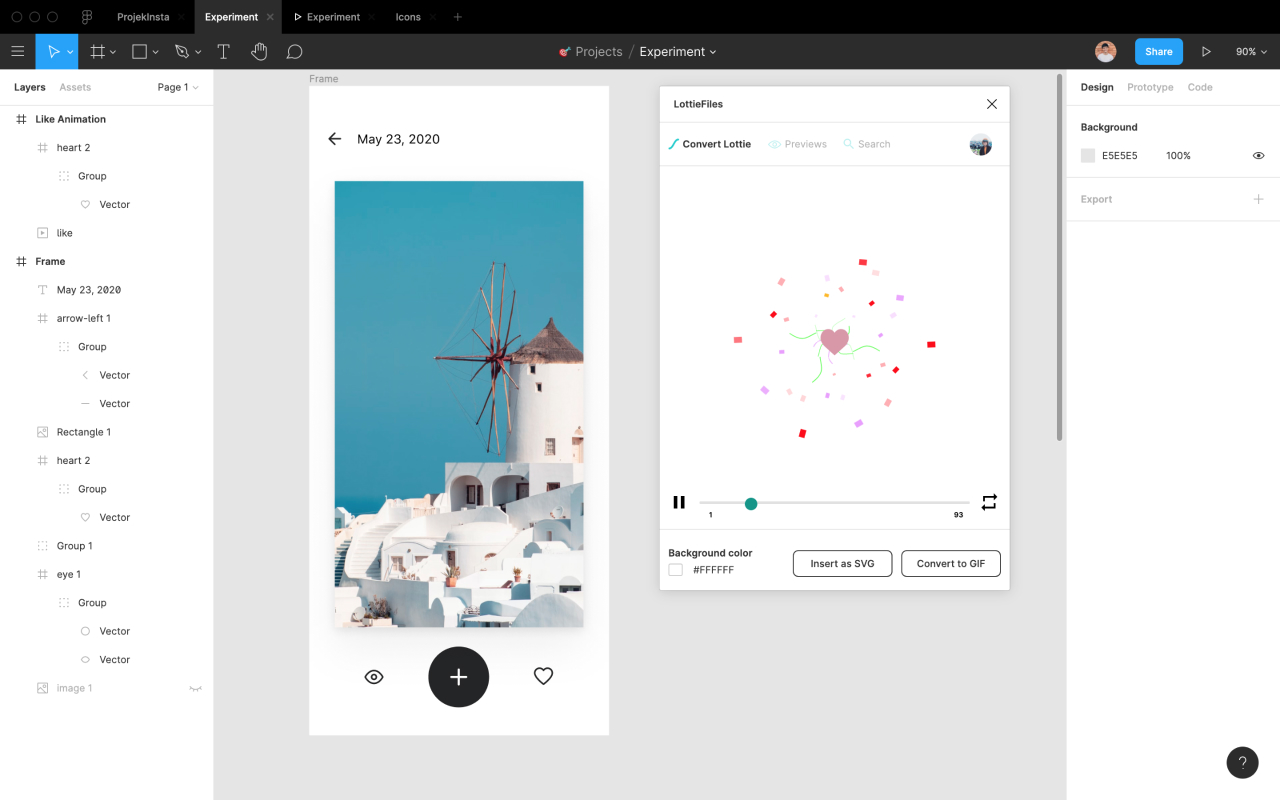 ProjekInsta
Experiment
Experiment
Icons
Projects / Experiment
Share
90%
Layers
Assets
Page 1
Like Animation
heart 2
Group
Vector
like
Frame
May 23, 2020
arrow-left 1
Group
Vector
Vector
Rectangle 1
heart 2
Group
Vector
Group 1
eye 1
Group
Vector
Vector
image 1
Frame
May 23, 2020
LottieFiles
Convert Lottie
Previews
Search
1
93
Background color
#FFFFFF
Insert as SVG
Convert to GIF
Design
Prototype
Code
Background
E5E5E5
100%
Export
?